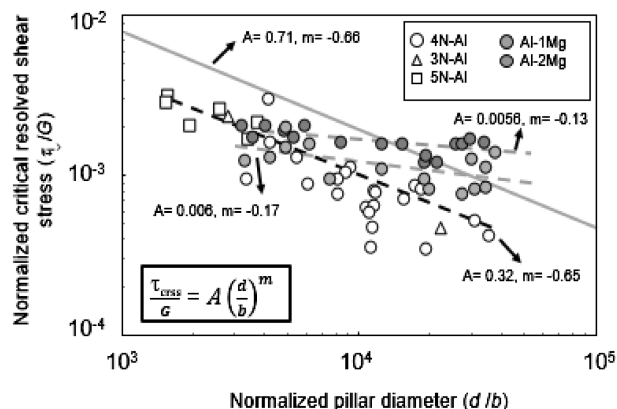 10-2
A= 0.71, m= -0.66
4N-Al
Al-1Mg
3N-Al
Al-2Mg
5N-Al
A= 0.0056, m= -0.13
10-3
A= 0.006, m= -0.17
A= 0.32, m= -0.65
τcrss/G = A (d/b)m
10-4
103
104
105
Normalized critical resolved shear
stress (τ /G)
Normalized pillar diameter (d /b)